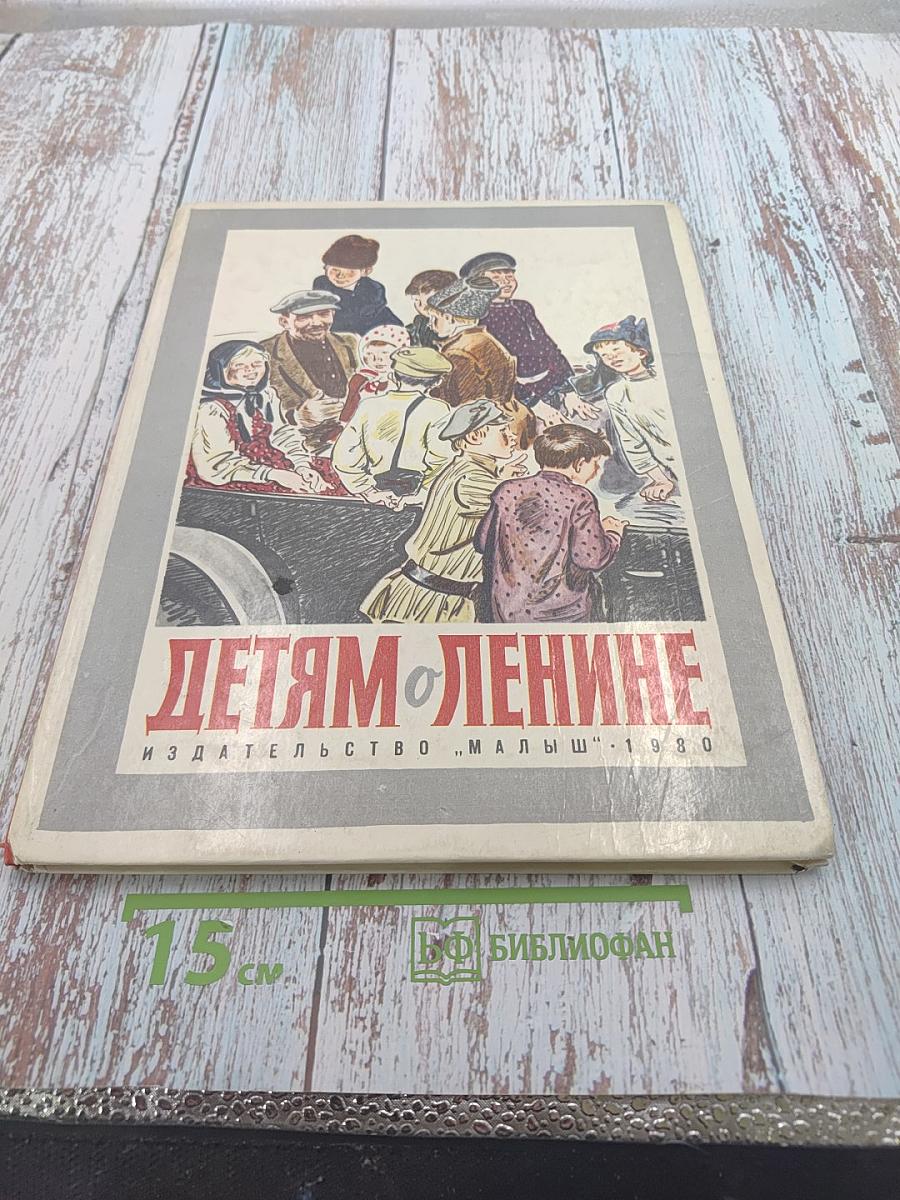 ДЕТЯМ о ЛЕНИНЕ
ИЗДАТЕЛЬСТВО „МАЛЫШ“ · 1980
15 см
БФ БИБЛИОФАН